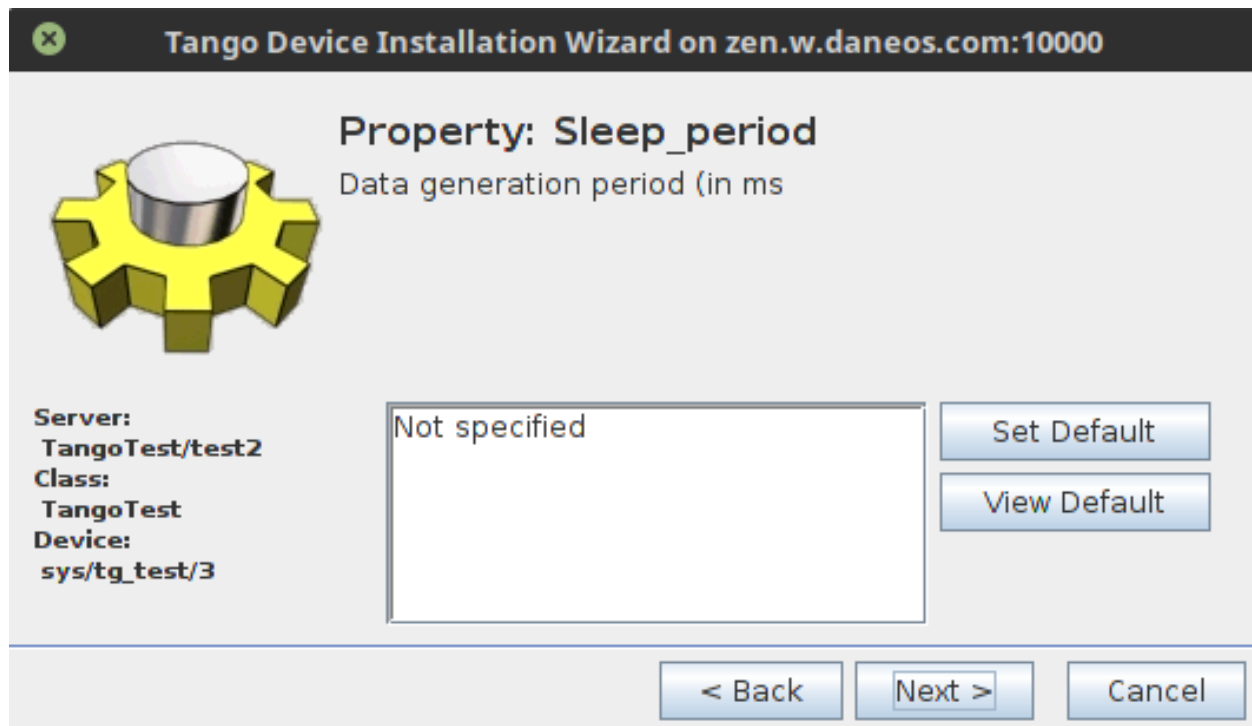 Tango Device Installation Wizard on zen.w.daneos.com:10000
Property: Sleep_period
Data generation period (in ms
Server:
TangoTest/test2
Class:
TangoTest
Device:
sys/tg_test/3
Not specified
Set Default
View Default
< Back
Next >
Cancel